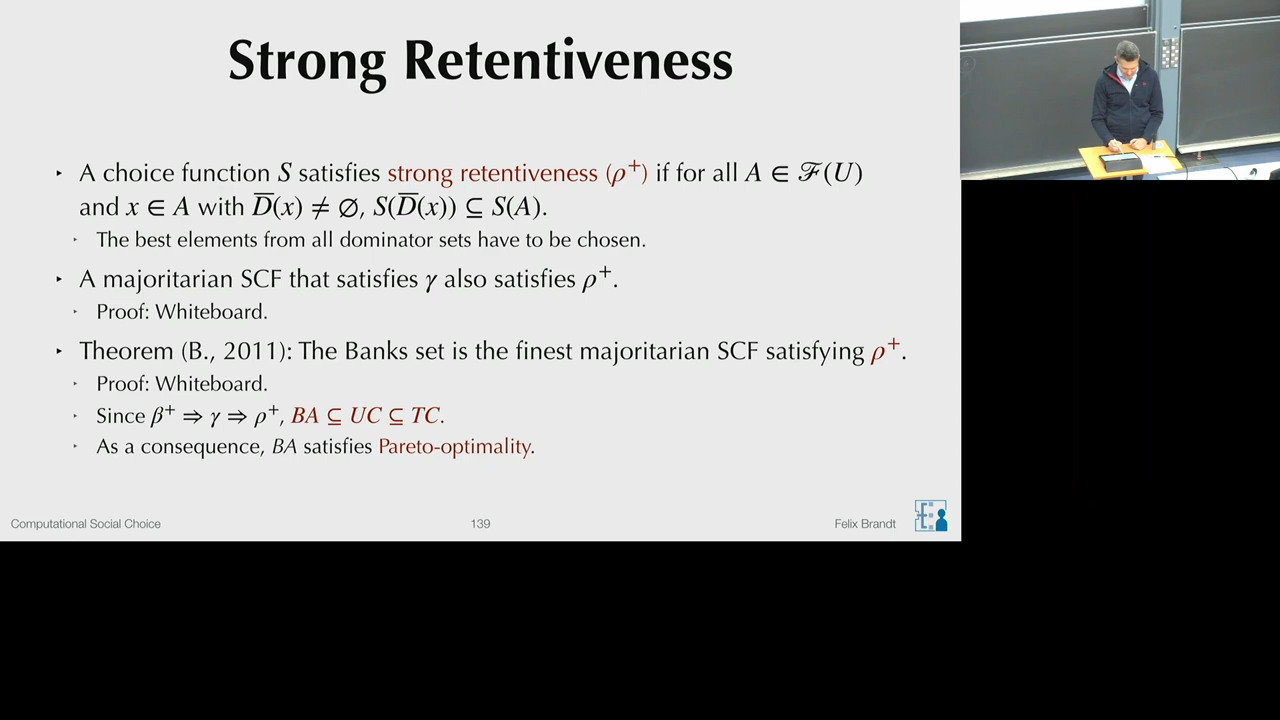 Strong Retentiveness
‣ A choice function S satisfies strong retentiveness (ρ⁺) if for all A ∈ ℱ(U)
and x ∈ A with D̅(x) ≠ ∅, S(D̅(x)) ⊆ S(A).
‣ The best elements from all dominator sets have to be chosen.
‣ A majoritarian SCF that satisfies γ also satisfies ρ⁺.
‣ Proof: Whiteboard.
‣ Theorem (B., 2011): The Banks set is the finest majoritarian SCF satisfying ρ⁺.
‣ Proof: Whiteboard.
‣ Since β⁺ ⇒ γ ⇒ ρ⁺, BA ⊆ UC ⊆ TC.
‣ As a consequence, BA satisfies Pareto-optimality.
Computational Social Choice 139 Felix Brandt